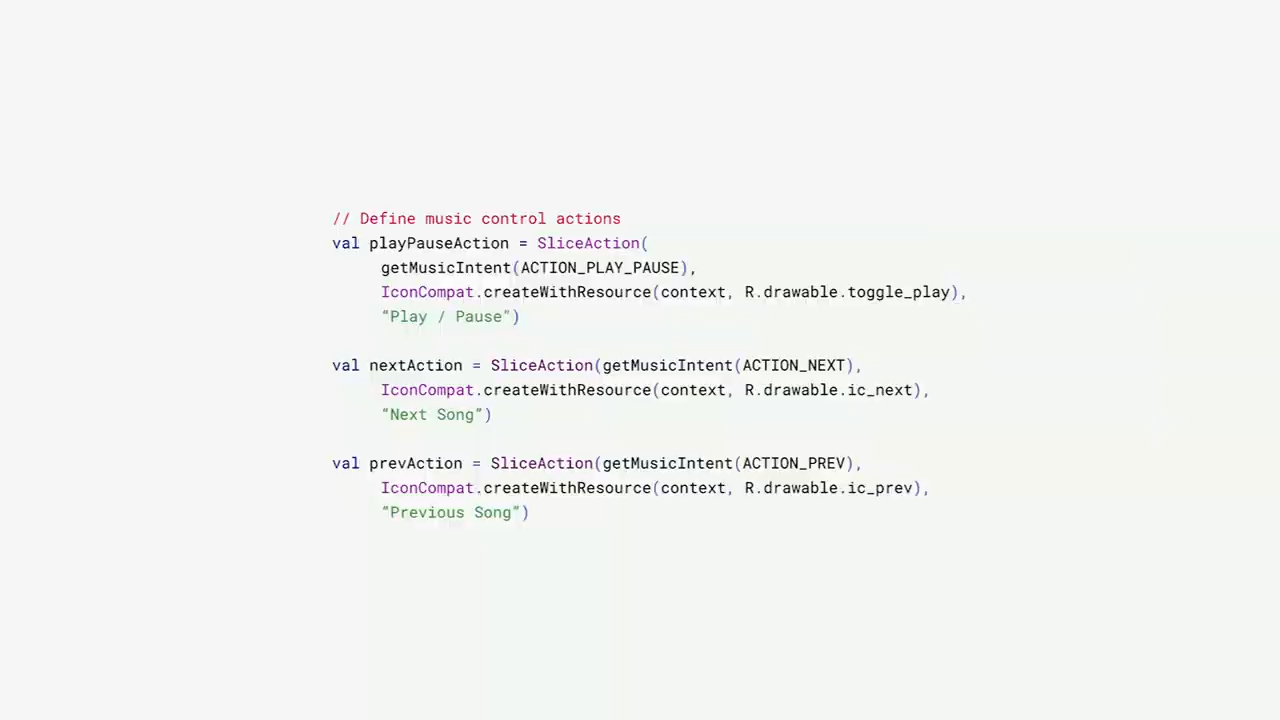 // Define music control actions
val playPauseAction = SliceAction(
getMusicIntent(ACTION_PLAY_PAUSE),
IconCompat.createWithResource(context, R.drawable.toggle_play),
“Play / Pause”)
val nextAction = SliceAction(getMusicIntent(ACTION_NEXT),
IconCompat.createWithResource(context, R.drawable.ic_next),
“Next Song”)
val prevAction = SliceAction(getMusicIntent(ACTION_PREV),
IconCompat.createWithResource(context, R.drawable.ic_prev),
“Previous Song”)